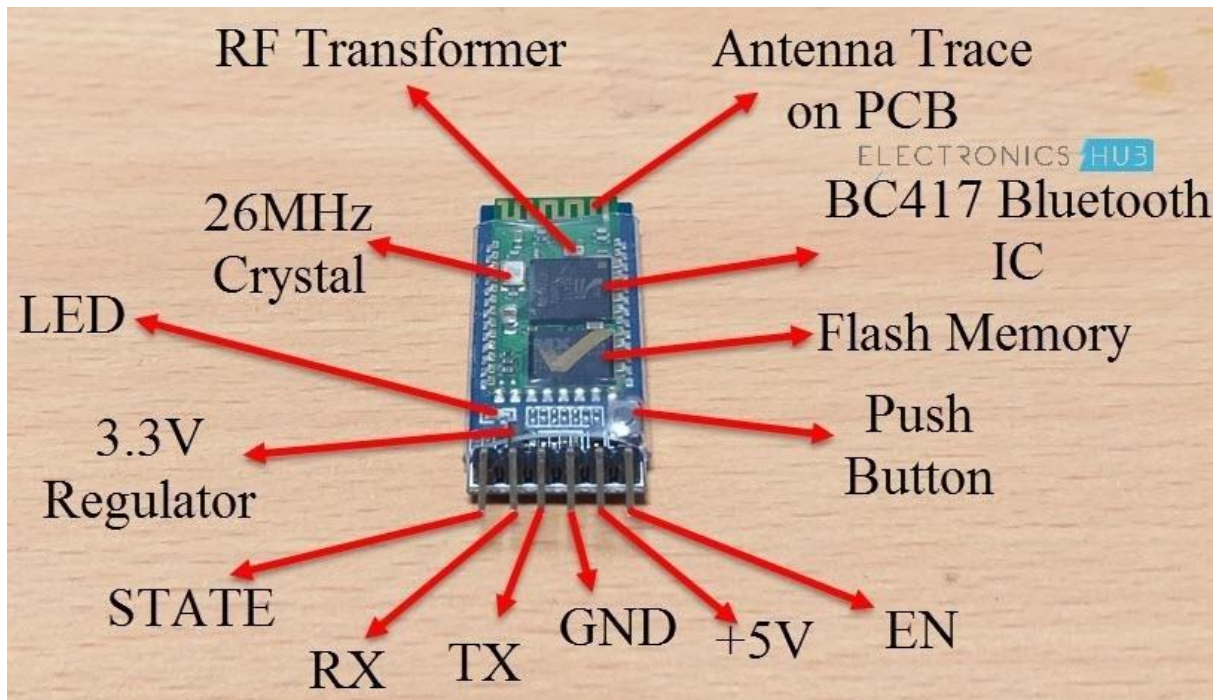 RF Transformer
Antenna Trace
on PCB
ELECTRONICS HUB
26MHz
Crystal
BC417 Bluetooth
IC
LED
Flash Memory
3.3V
Regulator
Push
Button
STATE
RX
TX
GND
+5V
EN